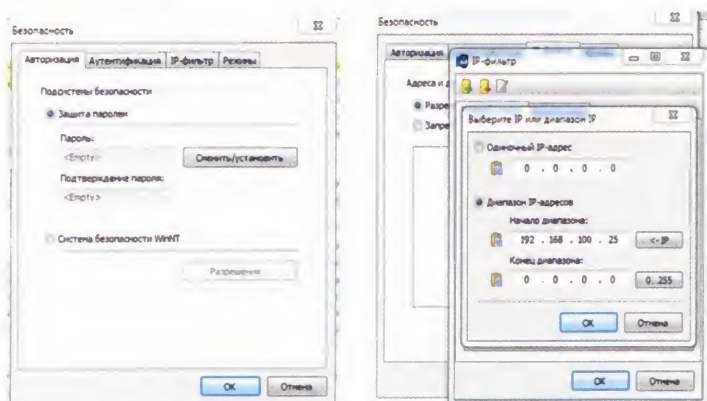 Безопасность
Авторизация Аутентификация IP-фильтр Режимы
Подсистемы безопасности
Защита паролем
Пароль:
<Empty>
Сменить/установить
Подтверждение пароля:
<Empty>
Система безопасности WinNT
Разрешения
OK Отмена
Безопасность
Авторизация
Адреса и д
Разре
Запре
IP-фильтр
Выберите IP или диапазон IP
Одиночный IP-адрес
0 . 0 . 0 . 0
Диапазон IP-адресов
Начало диапазона:
192 . 168 . 100 . 25 <- IP
Конец диапазона:
0 . 0 . 0 . 0 0..255
OK Отмена
OK Отмена